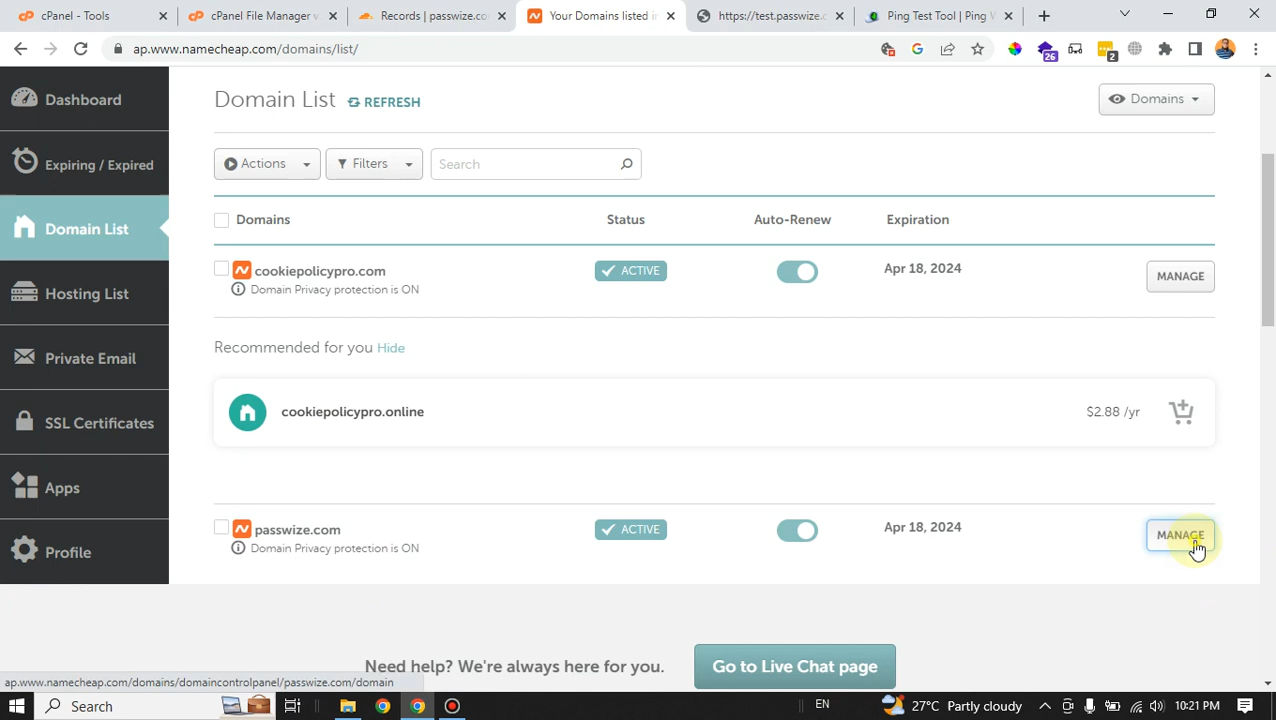 cPanel - Tools
cPanel File Manager v
Records | passwize.com
Your Domains listed in
https://test.passwize.c
Ping Test Tool | Ping W
ap.www.namecheap.com/domains/list/
26
2
Dashboard
Expiring / Expired
Domain List
Hosting List
Private Email
SSL Certificates
Apps
Profile
Domain List REFRESH
Domains
Actions
Filters
Search
Domains Status Auto-Renew Expiration
cookiepolicypro.com ACTIVE Apr 18, 2024 MANAGE
Domain Privacy protection is ON
Recommended for you Hide
cookiepolicypro.online $2.88 /yr
passwize.com ACTIVE Apr 18, 2024 MANAGE
Domain Privacy protection is ON
Need help? We're always here for you. Go to Live Chat page
ap.www.namecheap.com/domains/domaincontrolpanel/passwize.com/domain
Search
EN
27°C Partly cloudy
10:21 PM